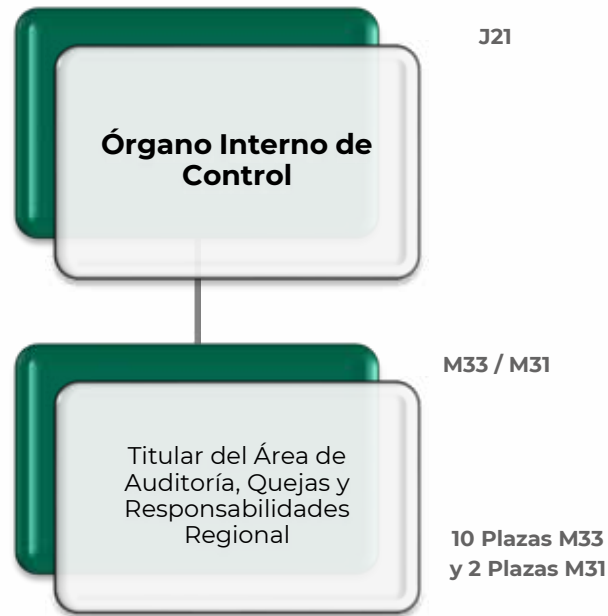 J21
Órgano Interno de
Control
M33 / M31
Titular del Área de
Auditoría, Quejas y
Responsabilidades
Regional
10 Plazas M33
y 2 Plazas M31